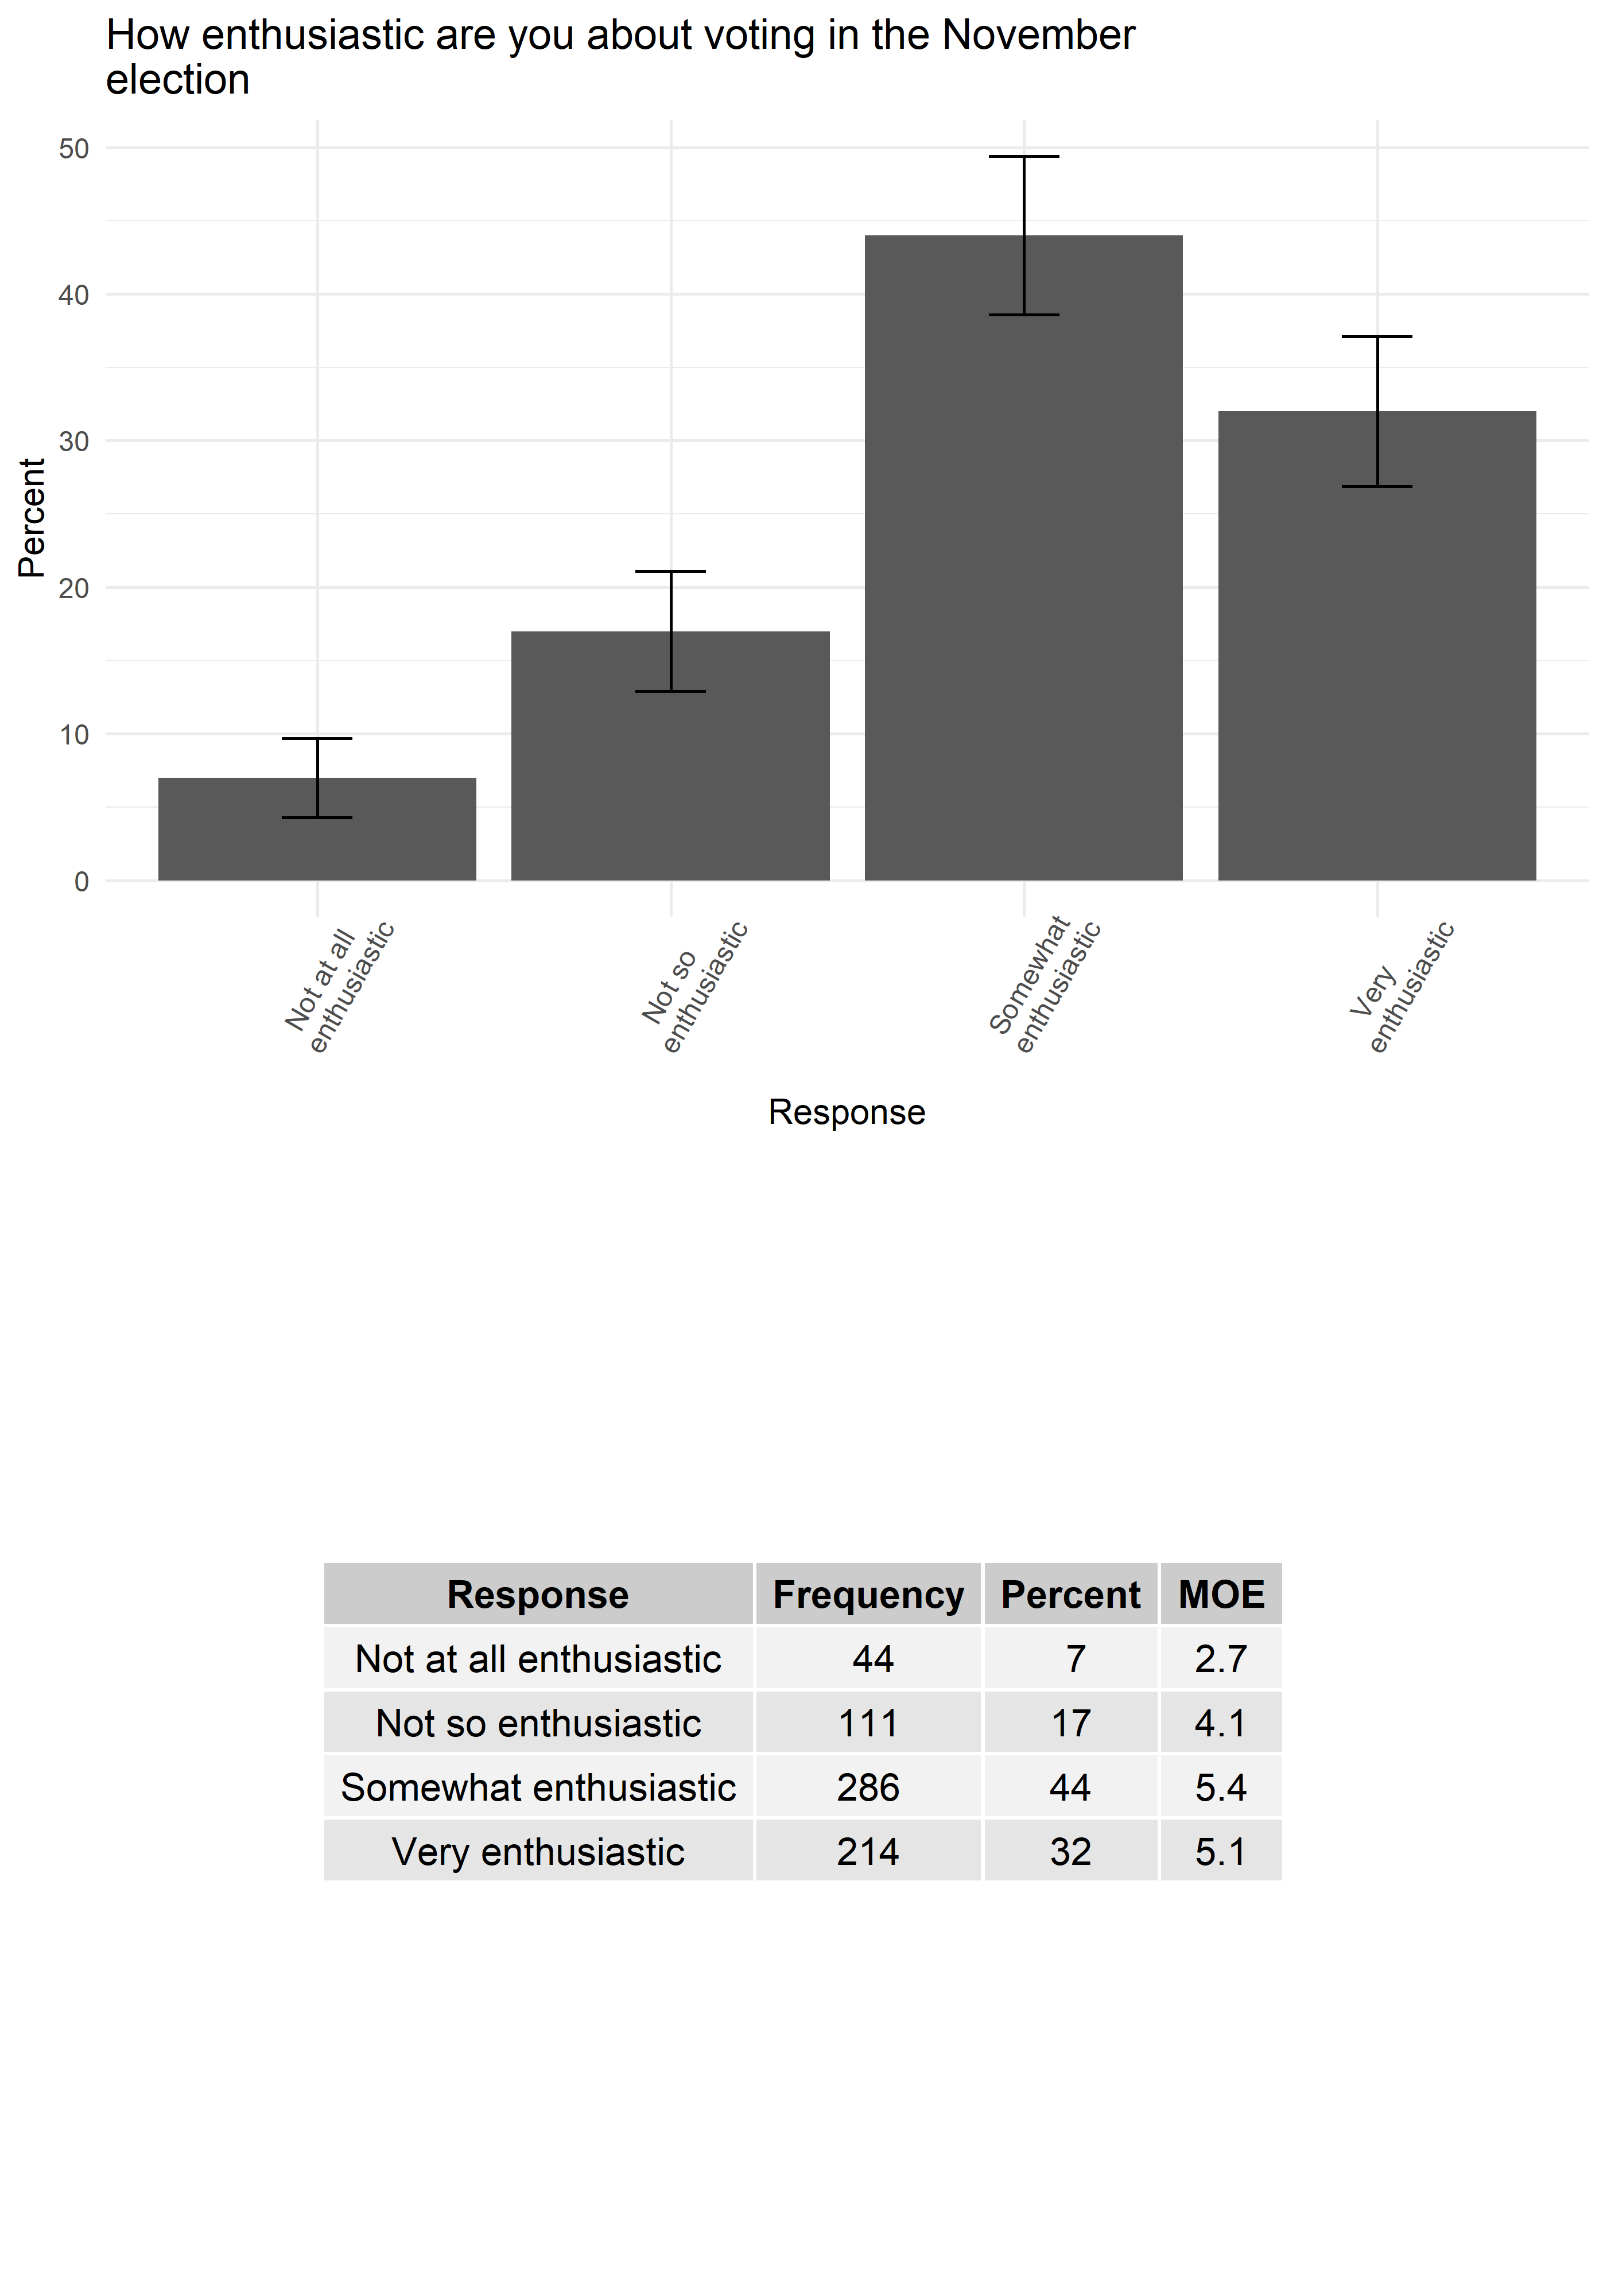 How enthusiastic are you about voting in the November
election
Percent
50
40
30
20
10
0
Not at all
enthusiastic
Not so
enthusiastic
Somewhat
enthusiastic
Very
enthusiastic
Response
Response Frequency Percent MOE
Not at all enthusiastic 44 7 2.7
Not so enthusiastic 111 17 4.1
Somewhat enthusiastic 286 44 5.4
Very enthusiastic 214 32 5.1